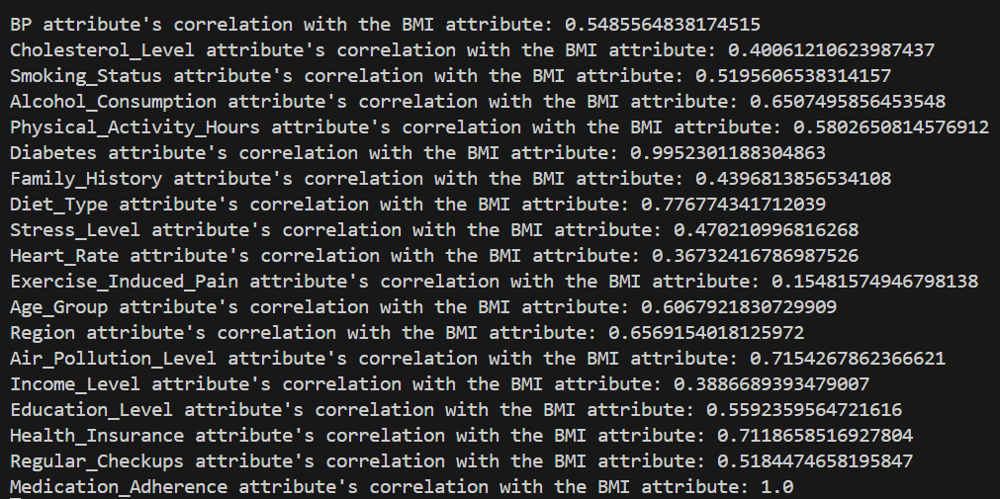 BP attribute's correlation with the BMI attribute: 0.5485564838174515
Cholesterol_Level attribute's correlation with the BMI attribute: 0.40061210623987437
Smoking_Status attribute's correlation with the BMI attribute: 0.5195606538314157
Alcohol_Consumption attribute's correlation with the BMI attribute: 0.6507495856453548
Physical_Activity_Hours attribute's correlation with the BMI attribute: 0.5802650814576912
Diabetes attribute's correlation with the BMI attribute: 0.9952301188304863
Family_History attribute's correlation with the BMI attribute: 0.4396813856534108
Diet_Type attribute's correlation with the BMI attribute: 0.776774341712039
Stress_Level attribute's correlation with the BMI attribute: 0.470210996816268
Heart_Rate attribute's correlation with the BMI attribute: 0.36732416786987526
Exercise_Induced_Pain attribute's correlation with the BMI attribute: 0.15481574946798138
Age_Group attribute's correlation with the BMI attribute: 0.6067921830729909
Region attribute's correlation with the BMI attribute: 0.6569154018125972
Air_Pollution_Level attribute's correlation with the BMI attribute: 0.7154267862366621
Income_Level attribute's correlation with the BMI attribute: 0.3886689393479007
Education_Level attribute's correlation with the BMI attribute: 0.5592359564721616
Health_Insurance attribute's correlation with the BMI attribute: 0.7118658516927804
Regular_Checkups attribute's correlation with the BMI attribute: 0.5184474658195847
Medication_Adherence attribute's correlation with the BMI attribute: 1.0